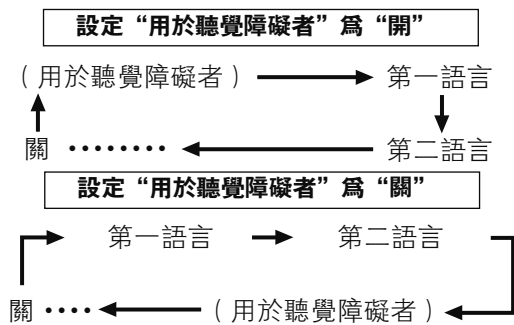 設定“用於聽覺障礙者”爲“開”
（用於聽覺障礙者） 第一語言
關 ········ 第二語言
設定“用於聽覺障礙者”爲“關”
第一語言 第二語言
關 ···· （用於聽覺障礙者）